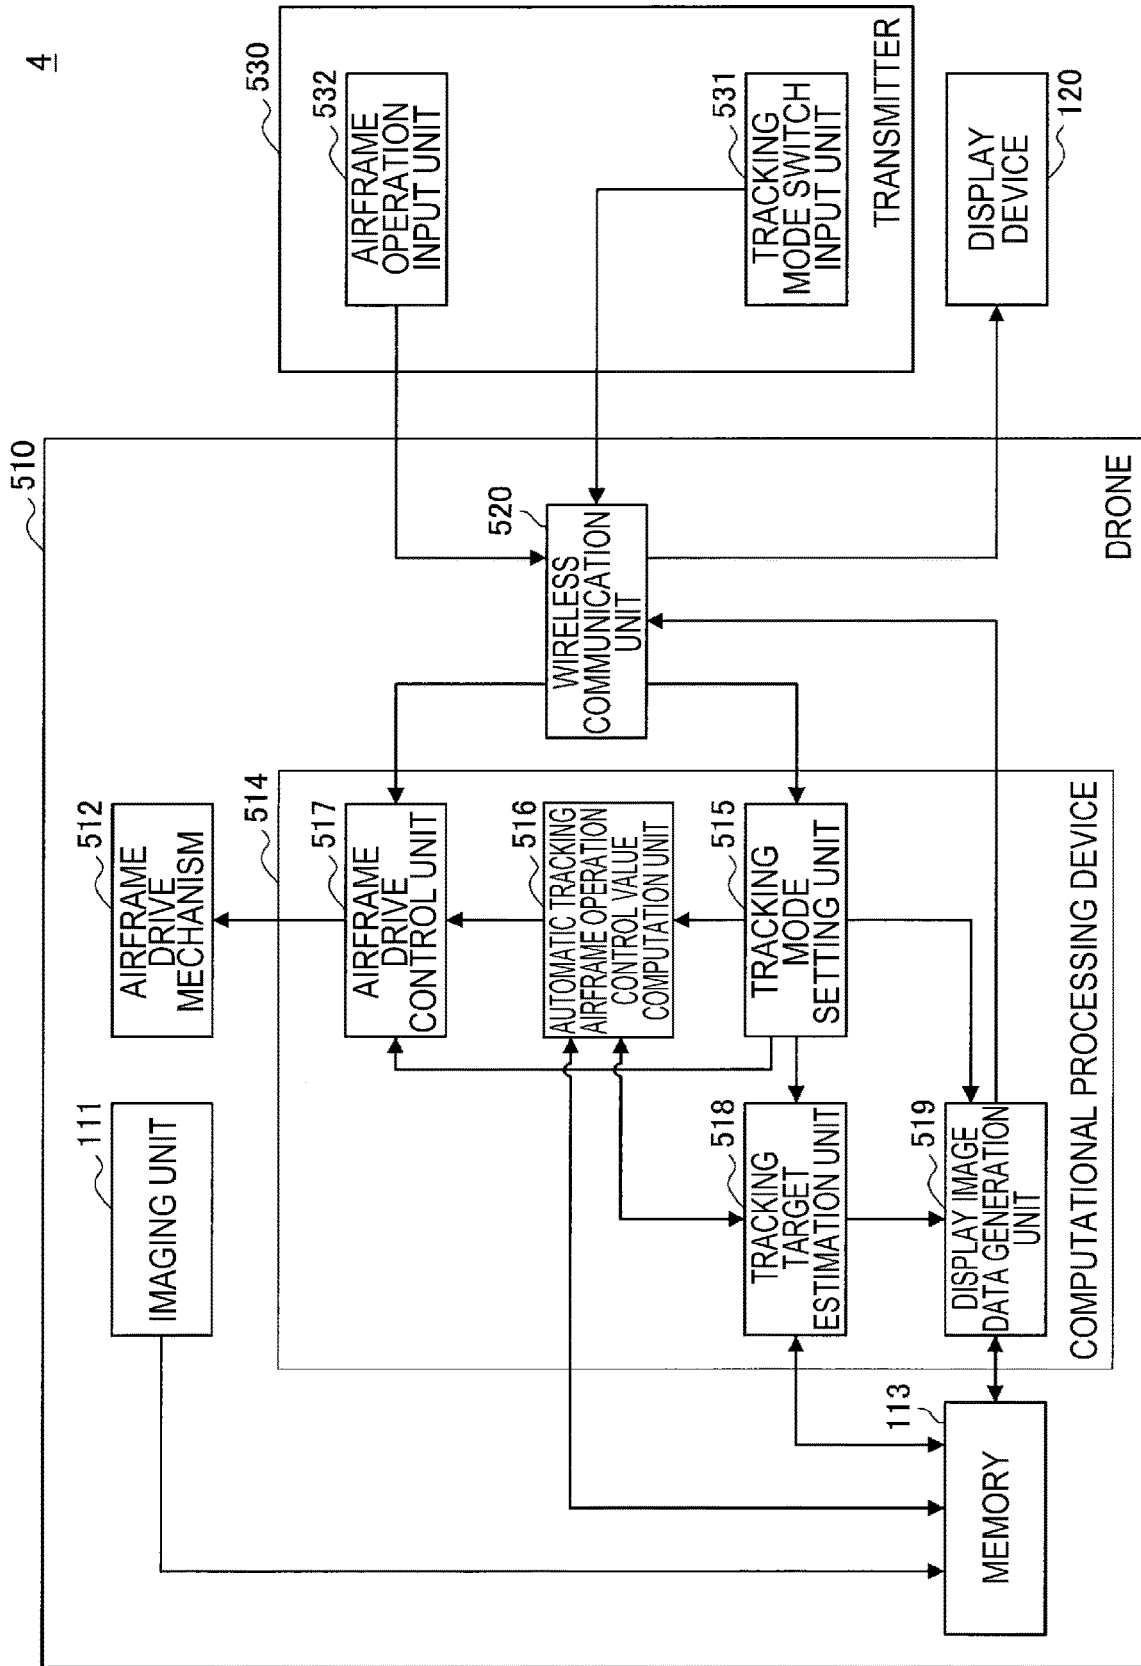 4
510
DRONE
111
IMAGING UNIT
512
AIRFRAME
DRIVE
MECHANISM
514
517
AIRFRAME
DRIVE
CONTROL UNIT
516
AUTOMATIC TRACKING
AIRFRAME OPERATION
CONTROL VALUE
COMPUTATION UNIT
515
TRACKING
MODE
SETTING UNIT
518
TRACKING
TARGET
ESTIMATION UNIT
519
DISPLAY IMAGE
DATA GENERATION
UNIT
COMPUTATIONAL PROCESSING DEVICE
113
MEMORY
520
WIRELESS
COMMUNICATION
UNIT
530
532
AIRFRAME
OPERATION
INPUT UNIT
531
TRACKING
MODE SWITCH
INPUT UNIT
TRANSMITTER
120
DISPLAY
DEVICE